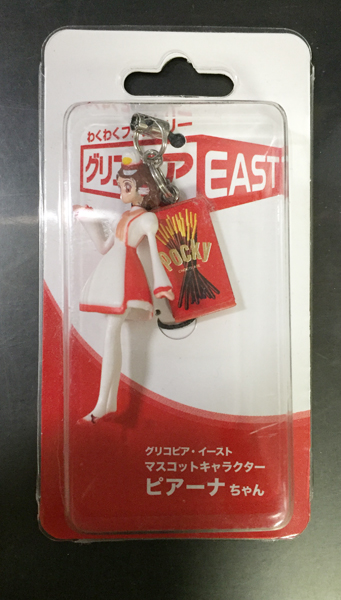 わくわくファ
リー
グリコピア EAST
POCKY
グリコピア・イースト
マスコットキャラクター
ピアーナちゃん